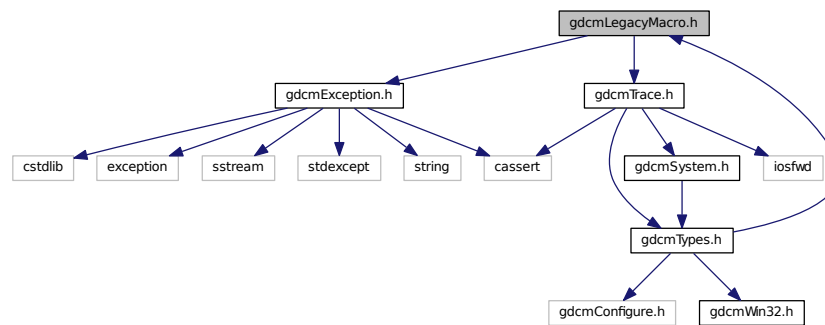 gdcmLegacyMacro.h
gdcmException.h
gdcmTrace.h
cstdlib
exception
sstream
stdexcept
string
cassert
gdcmSystem.h
iosfwd
gdcmTypes.h
gdcmConfigure.h
gdcmWin32.h